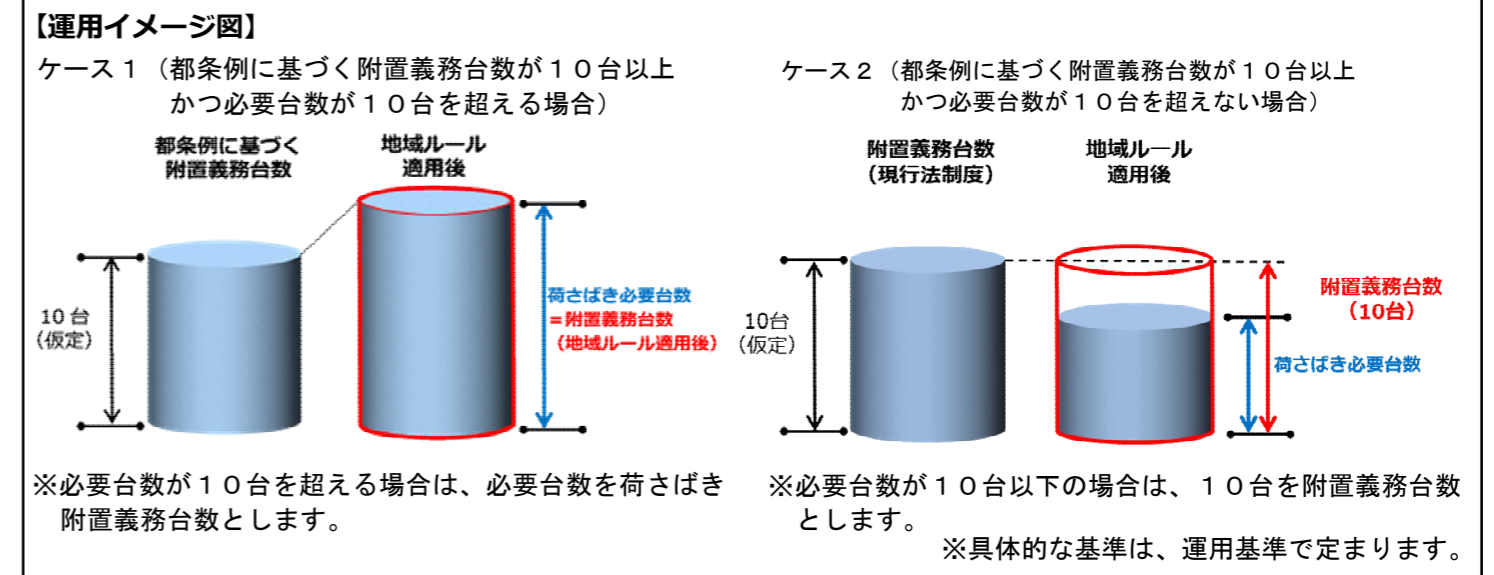 【運用イメージ図】
ケース１（都条例に基づく附置義務台数が１０台以上
かつ必要台数が１０台を超える場合）
都条例に基づく
附置義務台数
地域ルール
適用後
10 台
（仮定）
荷さばき必要台数
＝附置義務台数
（地域ルール適用後）
※必要台数が１０台を超える場合は、必要台数を荷さばき
附置義務台数とします。
ケース２（都条例に基づく附置義務台数が１０台以上
かつ必要台数が１０台を超えない場合）
附置義務台数
（現行法制度）
地域ルール
適用後
10台
（仮定）
附置義務台数
（10台）
荷さばき必要台数
※必要台数が１０台以下の場合は、１０台を附置義務台数
とします。
※具体的な基準は、運用基準で定まります。